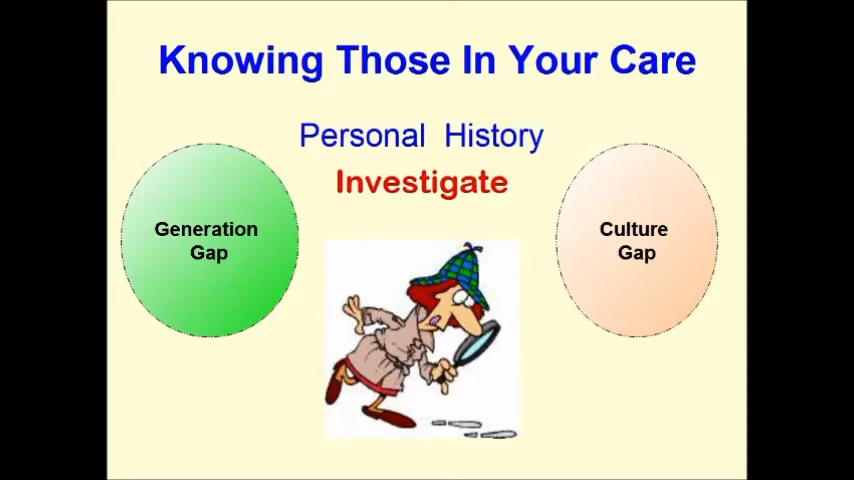 Knowing Those In Your Care
Personal History
Investigate
Generation
Gap
Culture
Gap